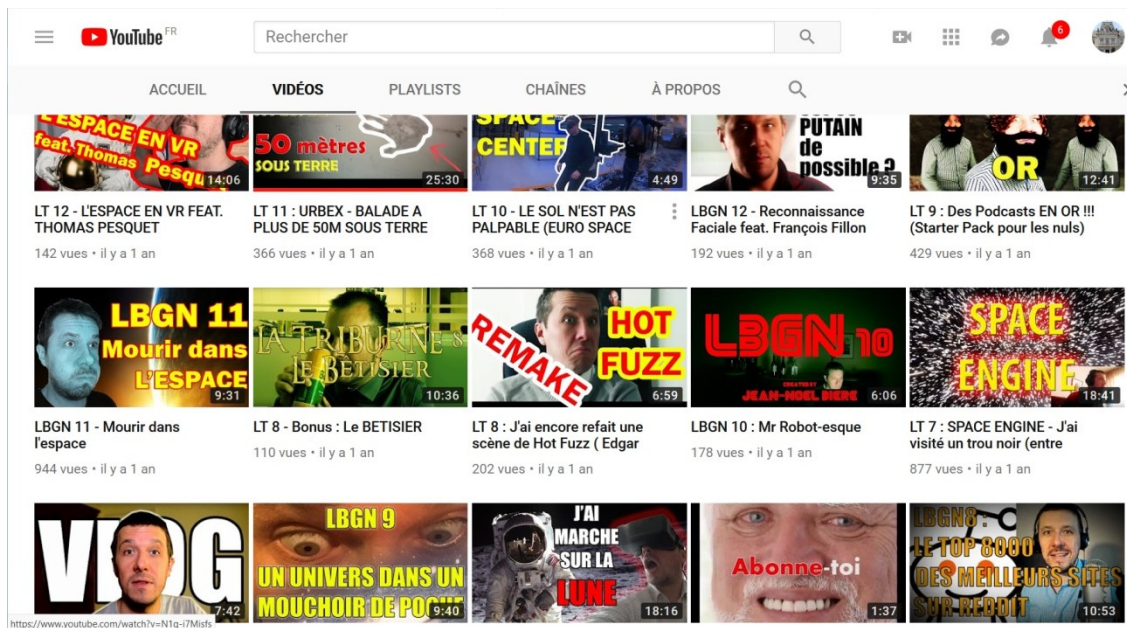 YouTube FR
Rechercher
6
ACCUEIL VIDÉOS PLAYLISTS CHAÎNES À PROPOS
L'ESPACE EN VR
feat. Thomas Pesqu
14:06
50 mètres
SOUS TERRE
25:30
SPACE
CENTER
4:49
PUTAIN
de
possible ?
9:35
OR
12:41
LT 12 - L'ESPACE EN VR FEAT.
THOMAS PESQUET
142 vues • il y a 1 an
LT 11 : URBEX - BALADE A
PLUS DE 50M SOUS TERRE
366 vues • il y a 1 an
LT 10 - LE SOL N'EST PAS
PALPABLE (EURO SPACE
368 vues • il y a 1 an
LBGN 12 - Reconnaissance
Faciale feat. François Fillon
192 vues • il y a 1 an
LT 9 : Des Podcasts EN OR !!!
(Starter Pack pour les nuls)
429 vues • il y a 1 an
LBGN 11
Mourir dans
L'ESPACE
9:31
LA TRIBURNE 8
LE BETISIER
10:36
REMAKE
HOT
FUZZ
6:59
LBGN 10
CREATED BY
JEAN-NOEL BIERE
6:06
SPACE
ENGINE
18:41
LBGN 11 - Mourir dans
l'espace
944 vues • il y a 1 an
LT 8 - Bonus : Le BETISIER
110 vues • il y a 1 an
LT 8 : J'ai encore refait une
scène de Hot Fuzz ( Edgar
202 vues • il y a 1 an
LBGN 10 : Mr Robot-esque
178 vues • il y a 1 an
LT 7 : SPACE ENGINE - J'ai
visité un trou noir (entre
877 vues • il y a 1 an
VLOG
7:42
LBGN 9
UN UNIVERS DANS UN
MOUCHOIR DE POCHE
9:40
J'AI
MARCHE
SUR LA
LUNE
18:16
Abonne-toi
1:37
LBGN8 :
LE TOP 8000
DES MEILLEURS SITES
SUR REDDIT
10:53
https://www.youtube.com/watch?v=N1q-i7Misfs